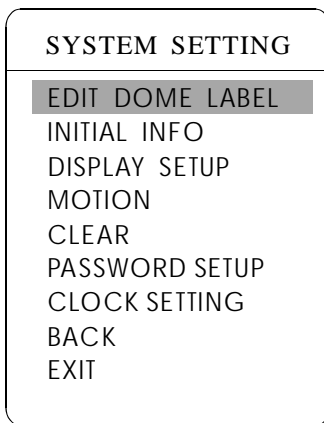 SYSTEM SETTING
EDIT DOME LABEL
INITIAL INFO
DISPLAY SETUP
MOTION
CLEAR
PASSWORD SETUP
CLOCK SETTING
BACK
EXIT